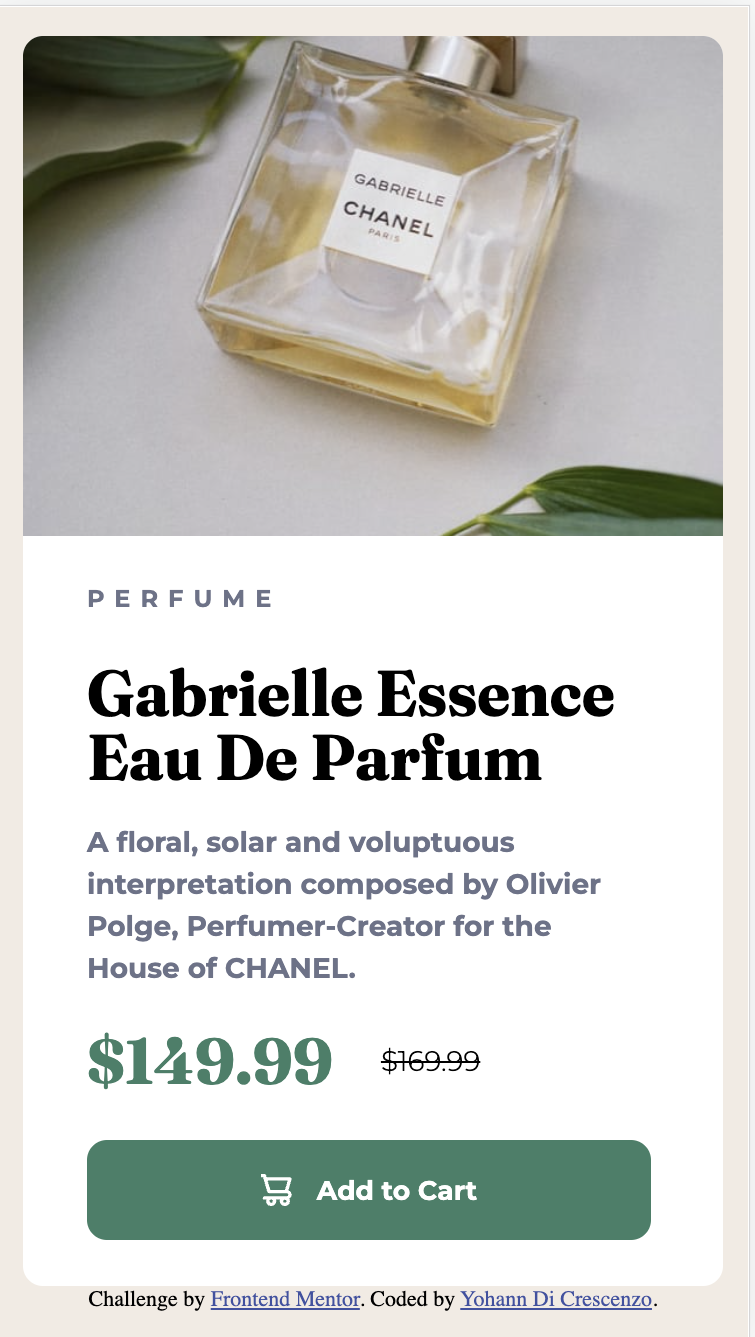 GABRIELLE
CHANEL
PARIS
PERFUME
Gabrielle Essence
Eau De Parfum
A floral, solar and voluptuous
interpretation composed by Olivier
Polge, Perfumer-Creator for the
House of CHANEL.
$149.99 $169.99
Add to Cart
Challenge by Frontend Mentor. Coded by Yohann Di Crescenzo.